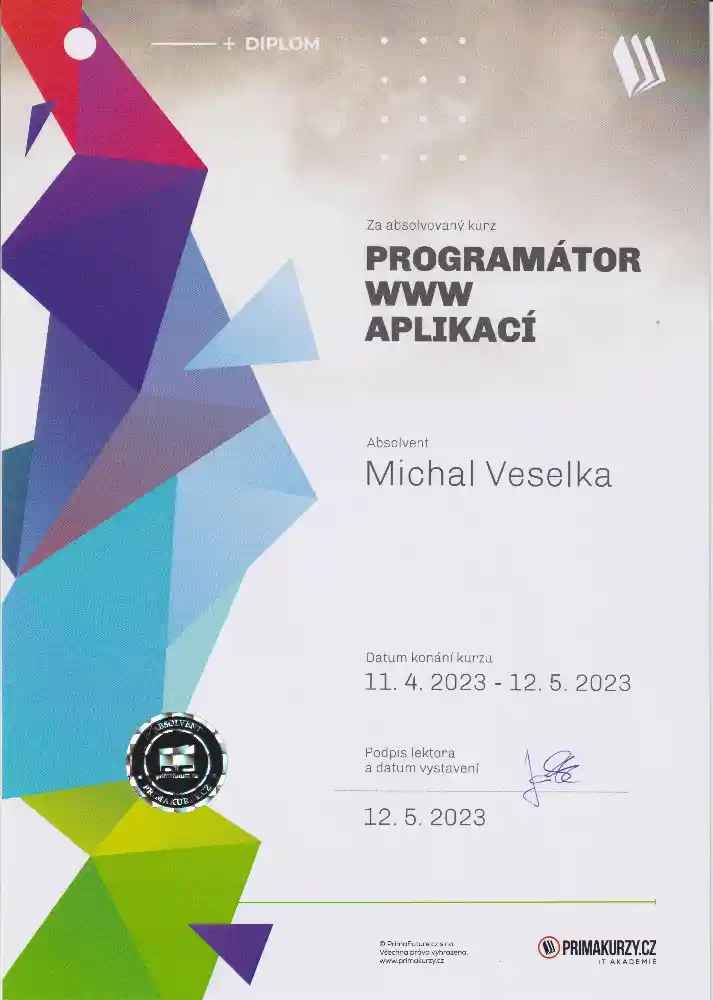 + DIPLOM
Za absolvovaný kurz
PROGRAMÁTOR
WWW
APLIKACÍ
Absolvent
Michal Veselka
Datum konání kurzu
11. 4. 2023 - 12. 5. 2023
Podpis lektora
a datum vystavení
12. 5. 2023
ABSOLVENT
PRIMAKURZY.CZ
© PrimaFuture.cz s.r.o.
Všechna práva vyhrazena.
www.primakurzy.cz
PRIMAKURZY.CZ
IT AKADEMIE